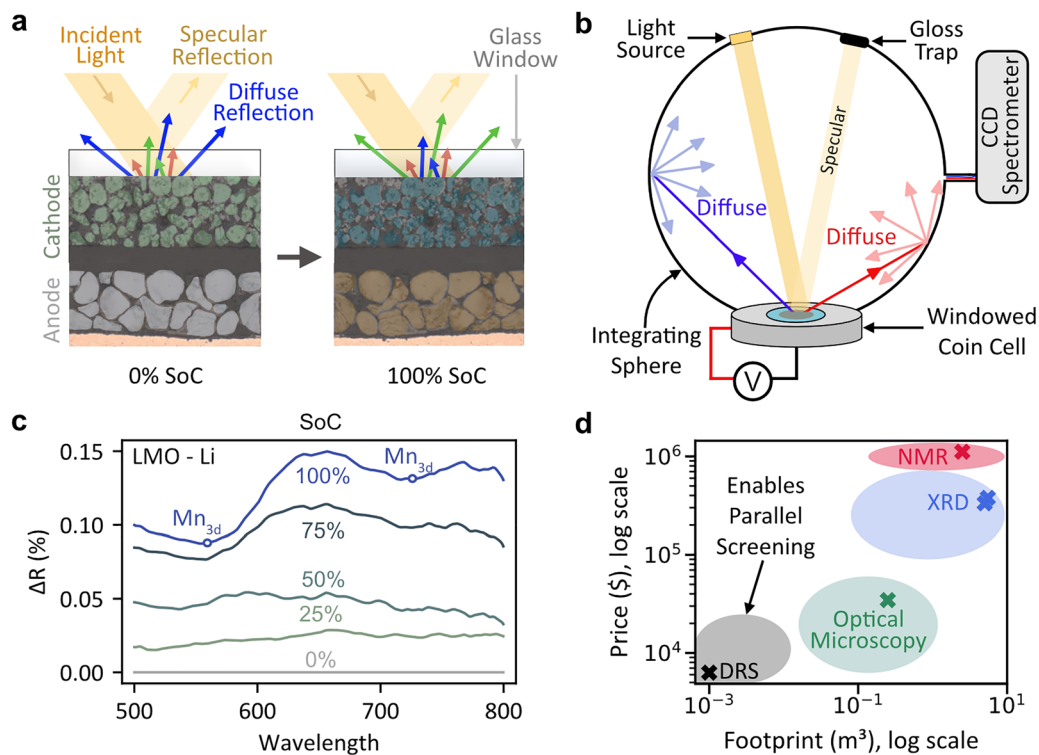 a
Incident
Light
Specular
Reflection
Glass
Window
Diffuse
Reflection
Cathode
Anode
0% SoC
100% SoC
b
Light
Source
Gloss
Trap
CCD
Spectrometer
Specular
Diffuse
Diffuse
Integrating
Sphere
Windowed
Coin Cell
V
c
SoC
LMO - Li
100%
Mn3d
Mn3d
75%
50%
25%
0%
0.15
0.10
0.05
0.00
ΔR (%)
500
600
700
800
Wavelength
d
Enables
Parallel
Screening
NMR
XRD
Optical
Microscopy
DRS
10⁶
10⁵
10⁴
Price ($), log scale
10⁻³
10⁻¹
10¹
Footprint (m³), log scale